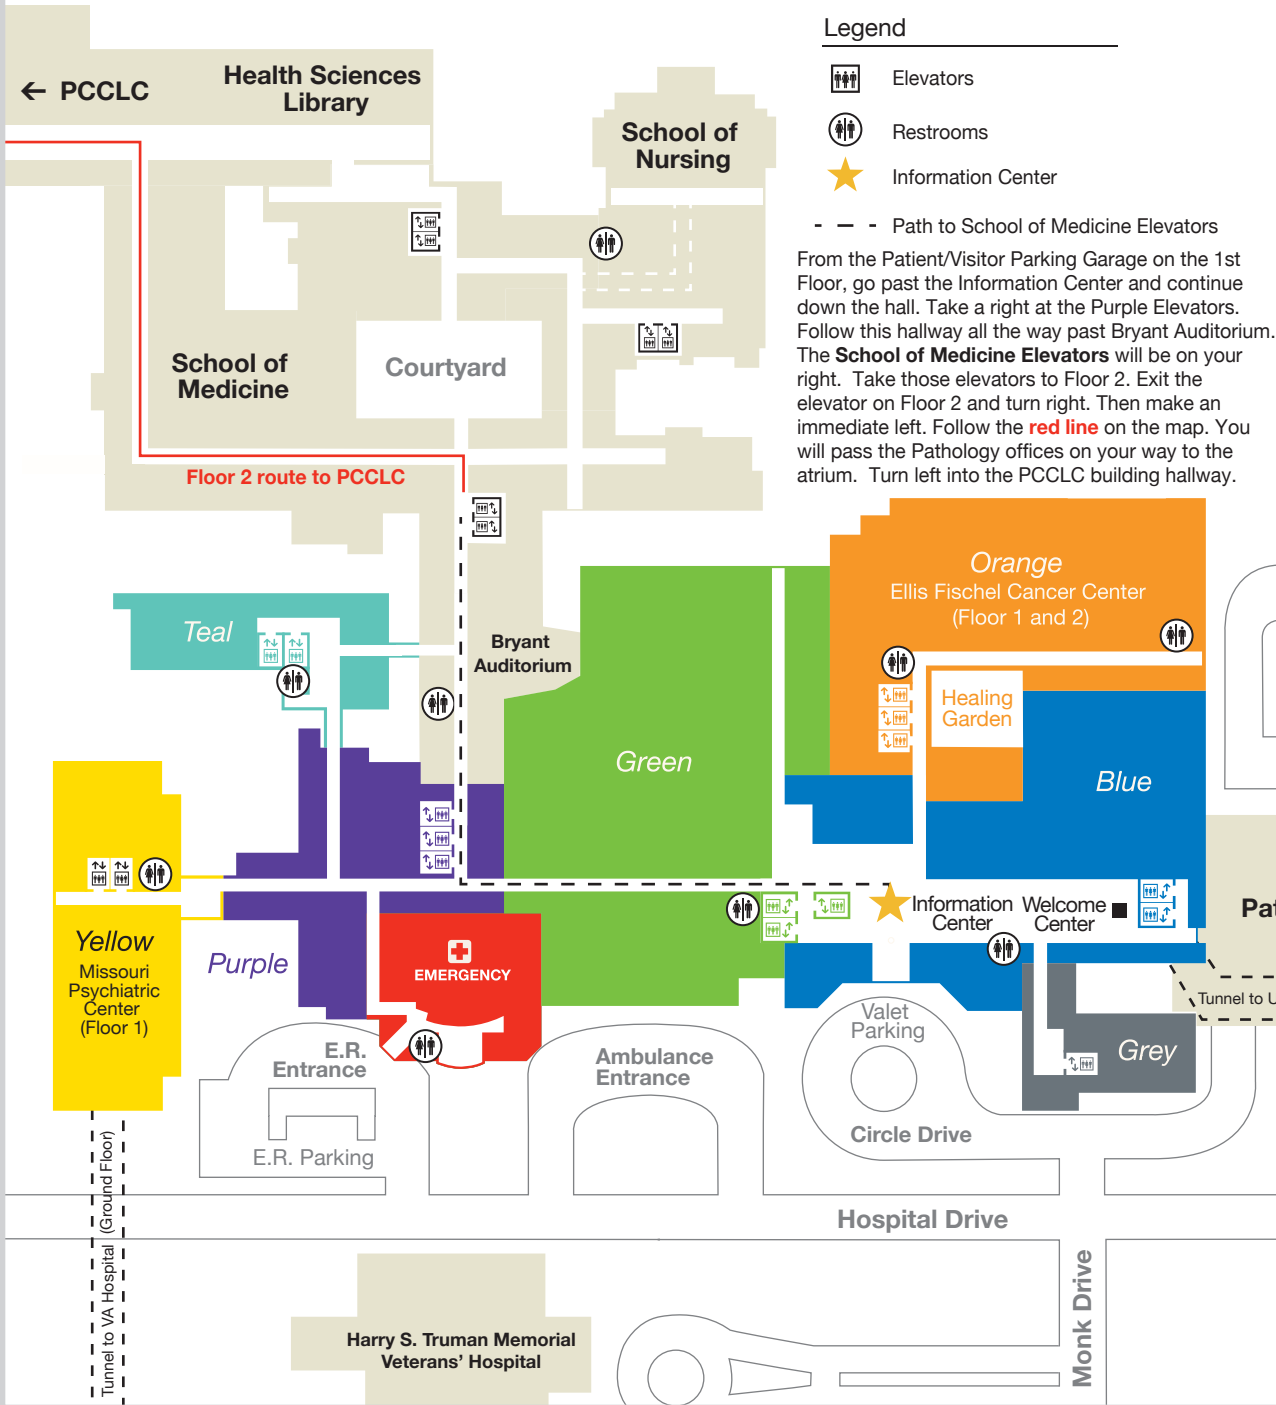 Legend
Elevators
Restrooms
Information Center
Path to School of Medicine Elevators
From the Patient/Visitor Parking Garage on the 1st
Floor, go past the Information Center and continue
down the hall. Take a right at the Purple Elevators.
Follow this hallway all the way past Bryant Auditorium.
The School of Medicine Elevators will be on your
right. Take those elevators to Floor 2. Exit the
elevator on Floor 2 and turn right. Then make an
immediate left. Follow the red line on the map. You
will pass the Pathology offices on your way to the
atrium. Turn left into the PCCLC building hallway.
← PCCLC
Health Sciences
Library
School of
Nursing
School of
Medicine
Courtyard
Floor 2 route to PCCLC
Orange
Ellis Fischel Cancer Center
(Floor 1 and 2)
Teal
Bryant
Auditorium
Healing
Garden
Green
Blue
Information
Center
Welcome
Center
Pat
Yellow
Missouri
Psychiatric
Center
(Floor 1)
Purple
EMERGENCY
Tunnel to U
Valet
Parking
Grey
E.R.
Entrance
Ambulance
Entrance
E.R. Parking
Circle Drive
Hospital Drive
Tunnel to VA Hospital (Ground Floor)
Monk Drive
Harry S. Truman Memorial
Veterans' Hospital